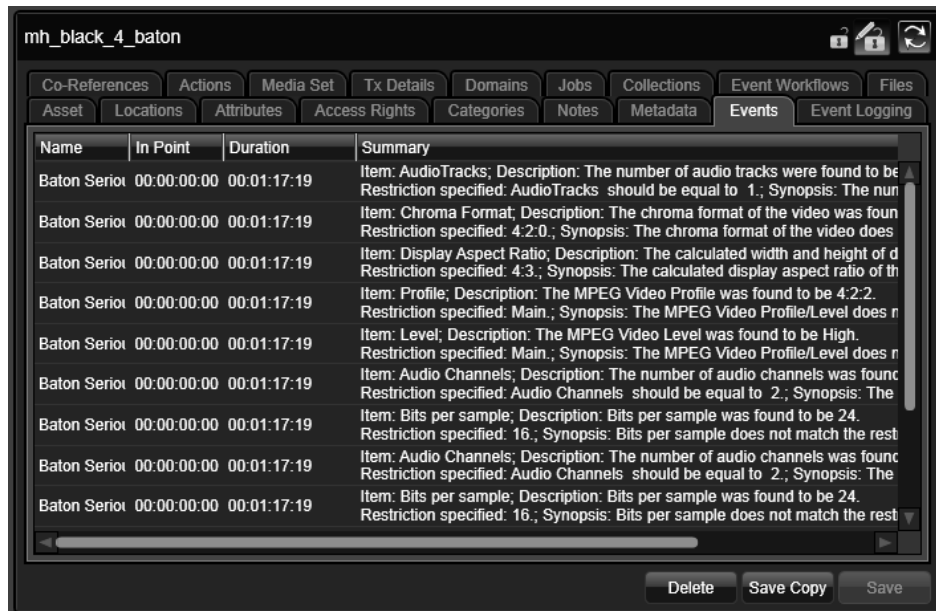 mh_black_4_baton
Co-References Actions Media Set Tx Details Domains Jobs Collections Event Workflows Files
Asset Locations Attributes Access Rights Categories Notes Metadata Events Event Logging
Name In Point Duration Summary
Baton Seriou 00:00:00:00 00:01:17:19 Item: AudioTracks; Description: The number of audio tracks were found to be
Restriction specified: AudioTracks should be equal to 1.; Synopsis: The num
Baton Seriou 00:00:00:00 00:01:17:19 Item: Chroma Format; Description: The chroma format of the video was foun
Restriction specified: 4:2:0.; Synopsis: The chroma format of the video does
Baton Seriou 00:00:00:00 00:01:17:19 Item: Display Aspect Ratio; Description: The calculated width and height of d
Restriction specified: 4:3.; Synopsis: The calculated display aspect ratio of th
Baton Seriou 00:00:00:00 00:01:17:19 Item: Profile; Description: The MPEG Video Profile was found to be 4:2:2.
Restriction specified: Main.; Synopsis: The MPEG Video Profile/Level does n
Baton Seriou 00:00:00:00 00:01:17:19 Item: Level; Description: The MPEG Video Level was found to be High.
Restriction specified: Main.; Synopsis: The MPEG Video Profile/Level does n
Baton Seriou 00:00:00:00 00:01:17:19 Item: Audio Channels; Description: The number of audio channels was found
Restriction specified: Audio Channels should be equal to 2.; Synopsis: The
Baton Seriou 00:00:00:00 00:01:17:19 Item: Bits per sample; Description: Bits per sample was found to be 24.
Restriction specified: 16.; Synopsis: Bits per sample does not match the restr
Baton Seriou 00:00:00:00 00:01:17:19 Item: Audio Channels; Description: The number of audio channels was found
Restriction specified: Audio Channels should be equal to 2.; Synopsis: The
Baton Seriou 00:00:00:00 00:01:17:19 Item: Bits per sample; Description: Bits per sample was found to be 24.
Restriction specified: 16.; Synopsis: Bits per sample does not match the restr
Delete Save Copy Save